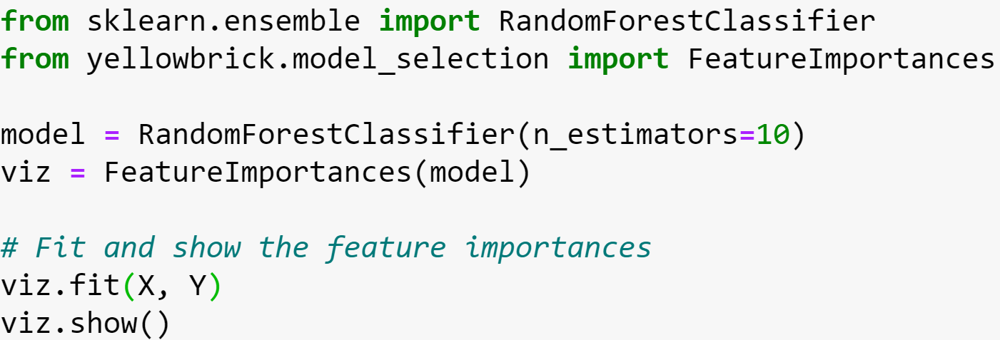 from sklearn.ensemble import RandomForestClassifier
from yellowbrick.model_selection import FeatureImportances
model = RandomForestClassifier(n_estimators=10)
viz = FeatureImportances(model)
# Fit and show the feature importances
viz.fit(X, Y)
viz.show()